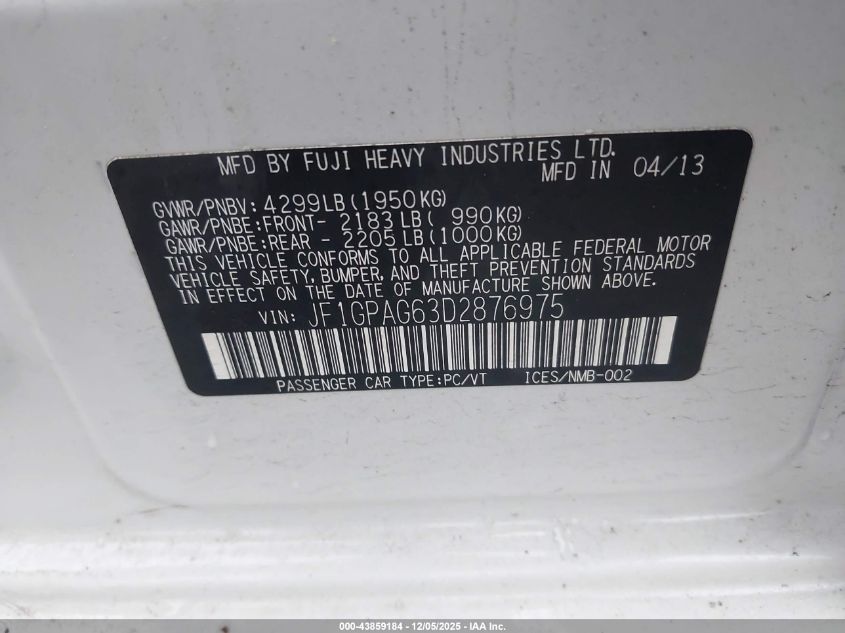 MFD BY FUJI HEAVY INDUSTRIES LTD.
MFD IN 04/13
GVWR/PNBV: 4299LB(1950KG)
GAWR/PNBE:FRONT- 2183LB( 990KG)
GAWR/PNBE:REAR - 2205LB(1000KG)
THIS VEHICLE CONFORMS TO ALL APPLICABLE FEDERAL MOTOR
VEHICLE SAFETY, BUMPER, AND THEFT PREVENTION STANDARDS
IN EFFECT ON THE DATE OF MANUFACTURE SHOWN ABOVE.
VIN: JF1GPAG63D2876975
PASSENGER CAR TYPE:PC/VT ICES/NMB-002
000-43859184 - 12/05/2025 - IAA Inc.